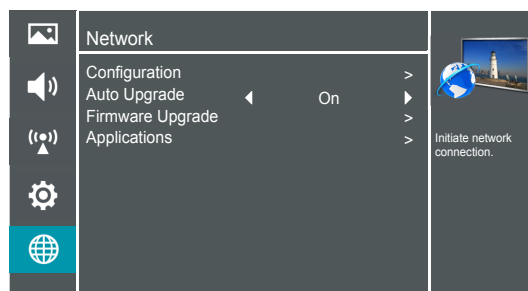 Network
Configuration >
Auto Upgrade On
Firmware Upgrade >
Applications >
Initiate network
connection.